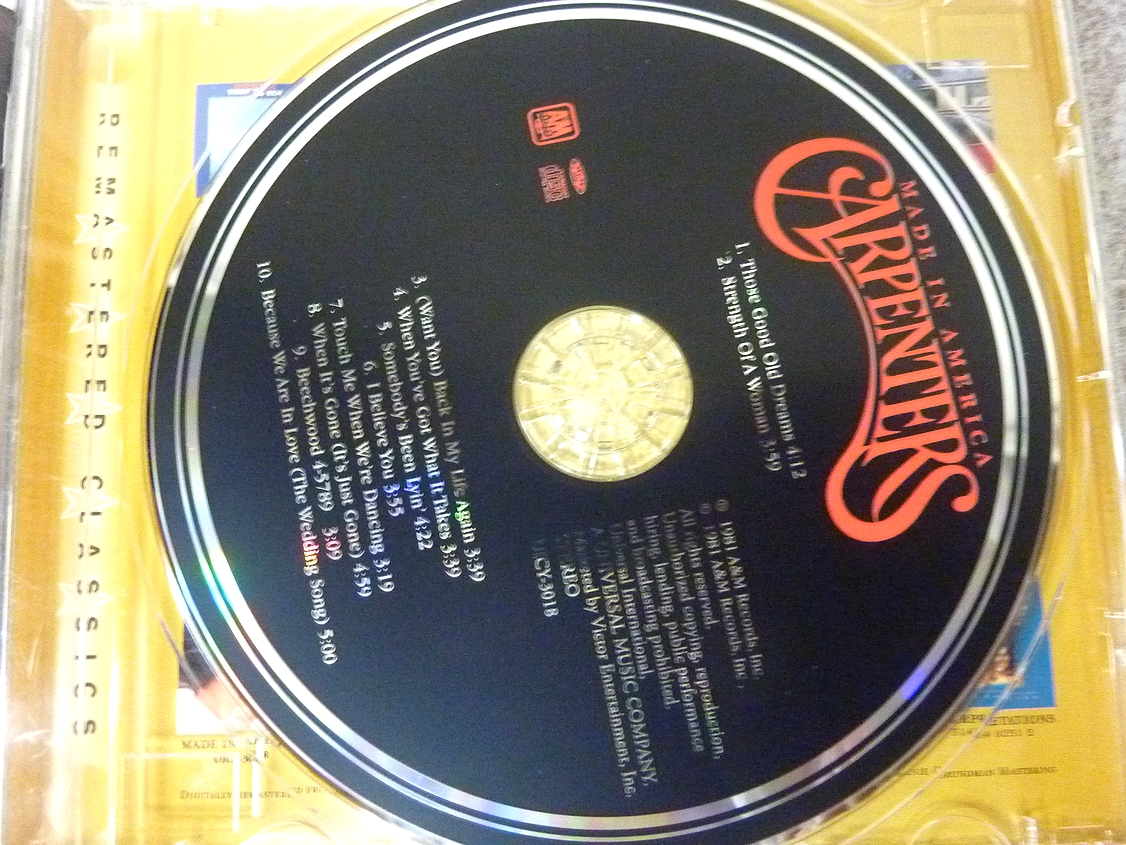 REMASTERED CLASSICS
MADE IN AMERICA
CARPENTERS
1. Those Good Old Dreams 4:12
2. Strength Of A Woman 3:59
AM
3. (Want You) Back In My Life Again 3:39
4. When You've Got What It Takes 3:39
5. Somebody's Been Lyin' 4:22
6. I Believe You 3:55
7. Touch Me When We're Dancing 3:19
8. When It's Gone (It's Just Gone) 4:59
9. Beechwood 4-5789 3:09
10. Because We Are In Love (The Wedding Song) 5:00
℗ 1981 A&M Records, Inc.
© 1981 A&M Records, Inc.,
All rights reserved.
Unauthorized copying, reproduction,
hiring, lending, public performance
and broadcasting prohibited.
Universal International,
A UNIVERSAL MUSIC COMPANY,
by Victor Entertainment, Inc.
MADE IN